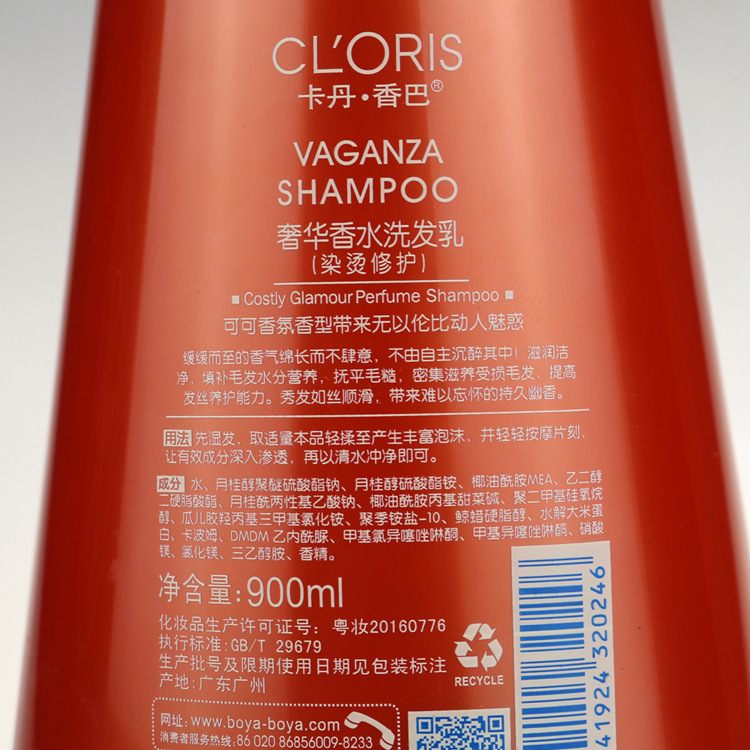 CL'ORIS
卡丹·香巴®
VAGANZA
SHAMPOO
奢华香水洗发乳
(染烫修护)
■ Costly Glamour Perfume Shampoo ■
可可香氛香型带来无以伦比动人魅惑
缓缓而至的香气绵长而不肆意，不由自主沉醉其中！滋润洁
净，填补毛发水分营养，抚平毛糙，密集滋养受损毛发，提高
发丝养护能力。秀发如丝顺滑，带来难以忘怀的持久幽香。
用法 先湿发，取适量本品轻揉至产生丰富泡沫，并轻轻按摩片刻，
让有效成分深入渗透，再以清水冲净即可。
成分 水、月桂醇聚醚硫酸酯钠、月桂醇硫酸酯铵、椰油酰胺MEA、乙二醇
二硬脂酸酯、月桂酰两性基乙酸钠、椰油酰胺丙基甜菜碱、聚二甲基硅氧烷
醇、瓜儿胶羟丙基三甲基氯化铵、聚季铵盐-10、鲸蜡硬脂醇、水解大米蛋
白、卡波姆、DMDM 乙内酰脲、甲基氯异噻唑啉酮、甲基异噻唑啉酮、硝酸
镁、氯化镁、三乙醇胺、香精。
净含量:900ml
化妆品生产许可证号：粤妆20160776
执行标准:GB/T 29679
生产批号及限期使用日期见包装标注
产地:广东广州
RECYCLE
网址: www.boya-boya.com
消费者服务热线:86 020 86856009-8233
41924 320246